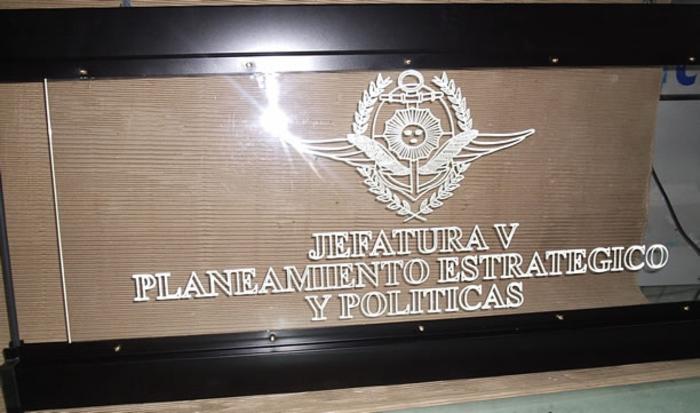 JEFATURA V
PLANEAMIENTO ESTRATEGICO
Y POLITICAS